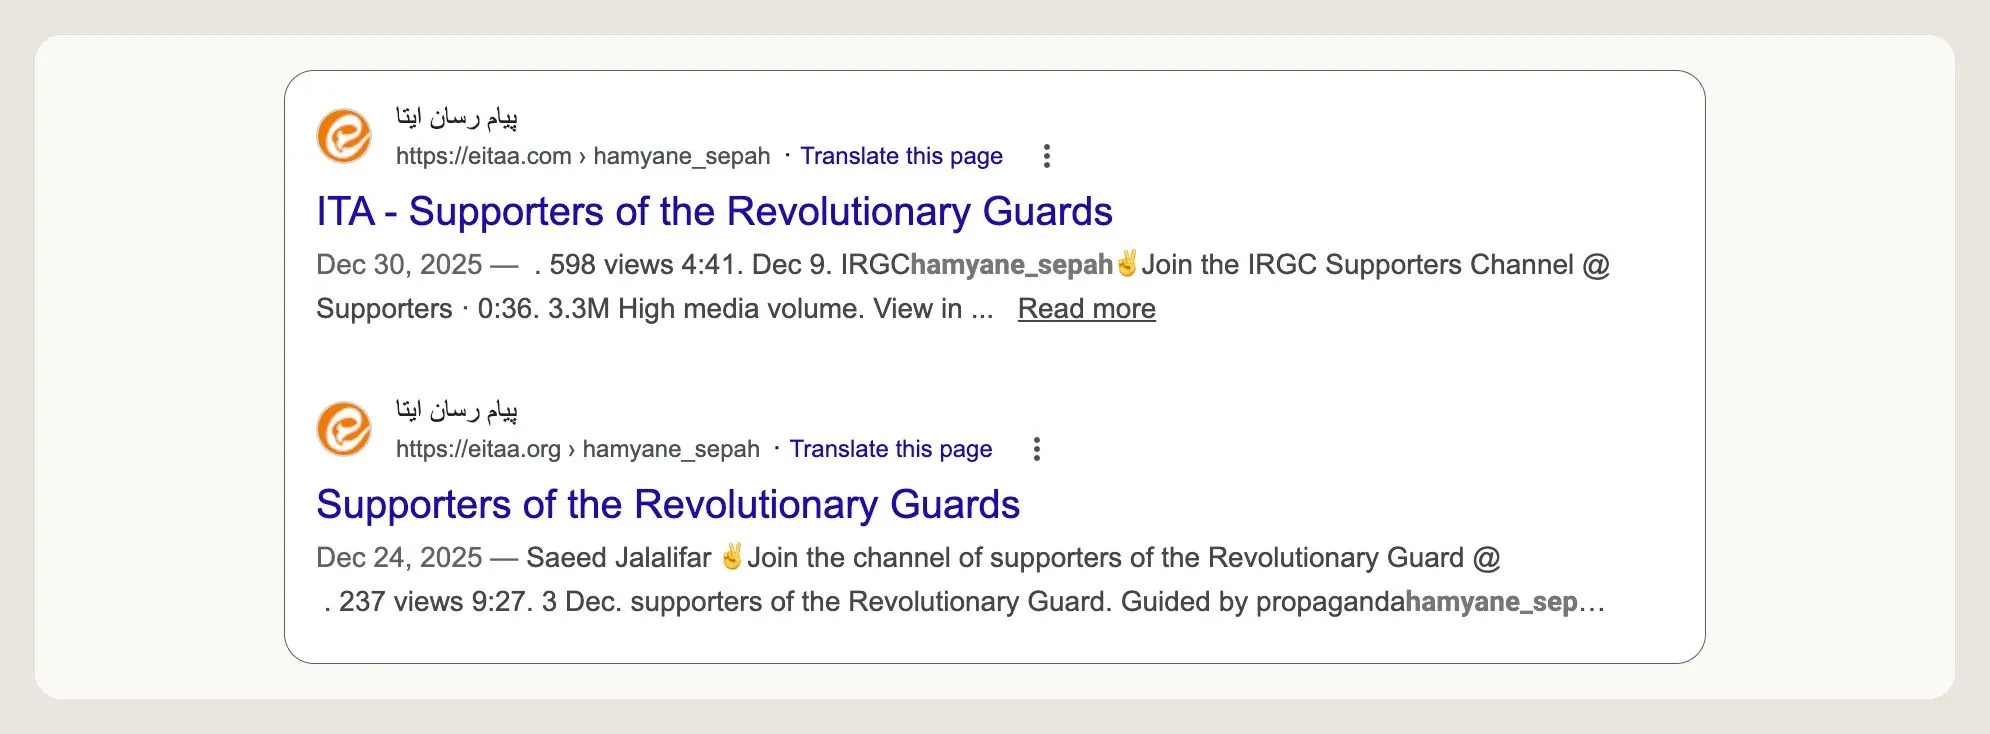 پیام رسان ایتا
https://eitaa.com › hamyane_sepah · Translate this page
ITA - Supporters of the Revolutionary Guards
Dec 30, 2025 — . 598 views 4:41. Dec 9. IRGChamyane_sepah✌️Join the IRGC Supporters Channel @
Supporters · 0:36. 3.3M High media volume. View in ... Read more
پیام رسان ایتا
https://eitaa.org › hamyane_sepah · Translate this page
Supporters of the Revolutionary Guards
Dec 24, 2025 — Saeed Jalalifar ✌️Join the channel of supporters of the Revolutionary Guard @
. 237 views 9:27. 3 Dec. supporters of the Revolutionary Guard. Guided by propagandahamyane_sep...